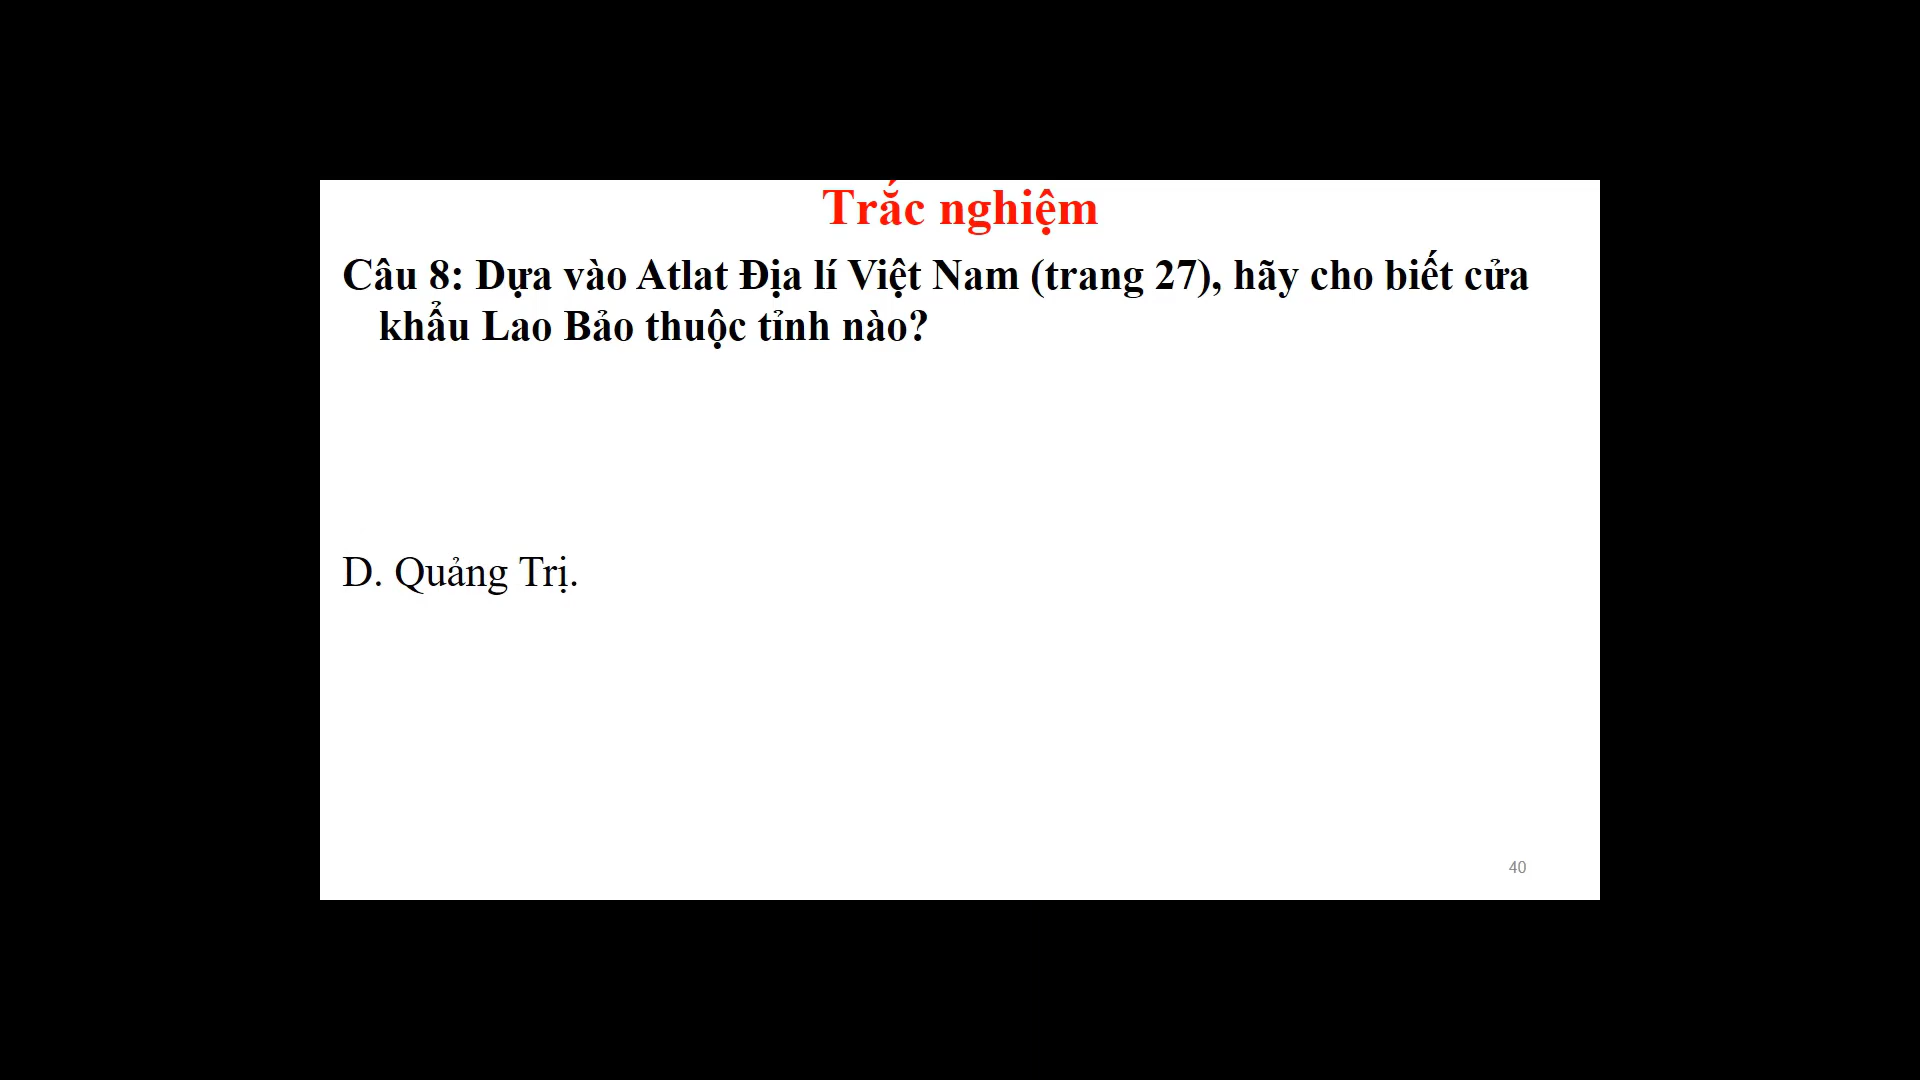 Trắc nghiệm
Câu 8: Dựa vào Atlat Địa lí Việt Nam (trang 27), hãy cho biết cửa
khẩu Lao Bảo thuộc tỉnh nào?
D. Quảng Trị.
40